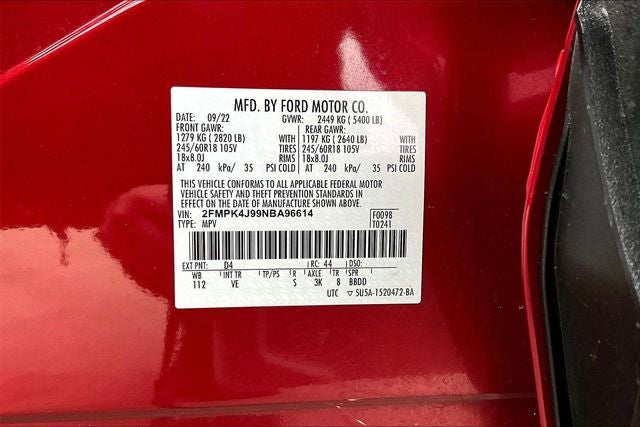 MFD. BY FORD MOTOR CO.
DATE: 09/22 GVWR: 2449 KG ( 5400 LB)
FRONT GAWR: REAR GAWR:
1279 KG ( 2820 LB) WITH 1197 KG ( 2640 LB) WITH
245/60R18 105V TIRES 245/60R18 105V TIRES
18x8.0J RIMS 18x8.0J RIMS
AT 240 kPa/ 35 PSI COLD AT 240 kPa/ 35 PSI COLD
THIS VEHICLE CONFORMS TO ALL APPLICABLE FEDERAL MOTOR
VEHICLE SAFETY AND THEFT PREVENTION STANDARDS IN
EFFECT ON THE DATE OF MANUFACTURE SHOWN ABOVE.
VIN: 2FMPK4J99NBA96614 F0098
TYPE: MPV T0241
EXT PNT: D4 RC: 44 DSO:
WB INT TR TP/PS R AXLE TR SPR
112 VE S 3K 8 BBDD
UTC ▽ 5U5A-1520472-BA